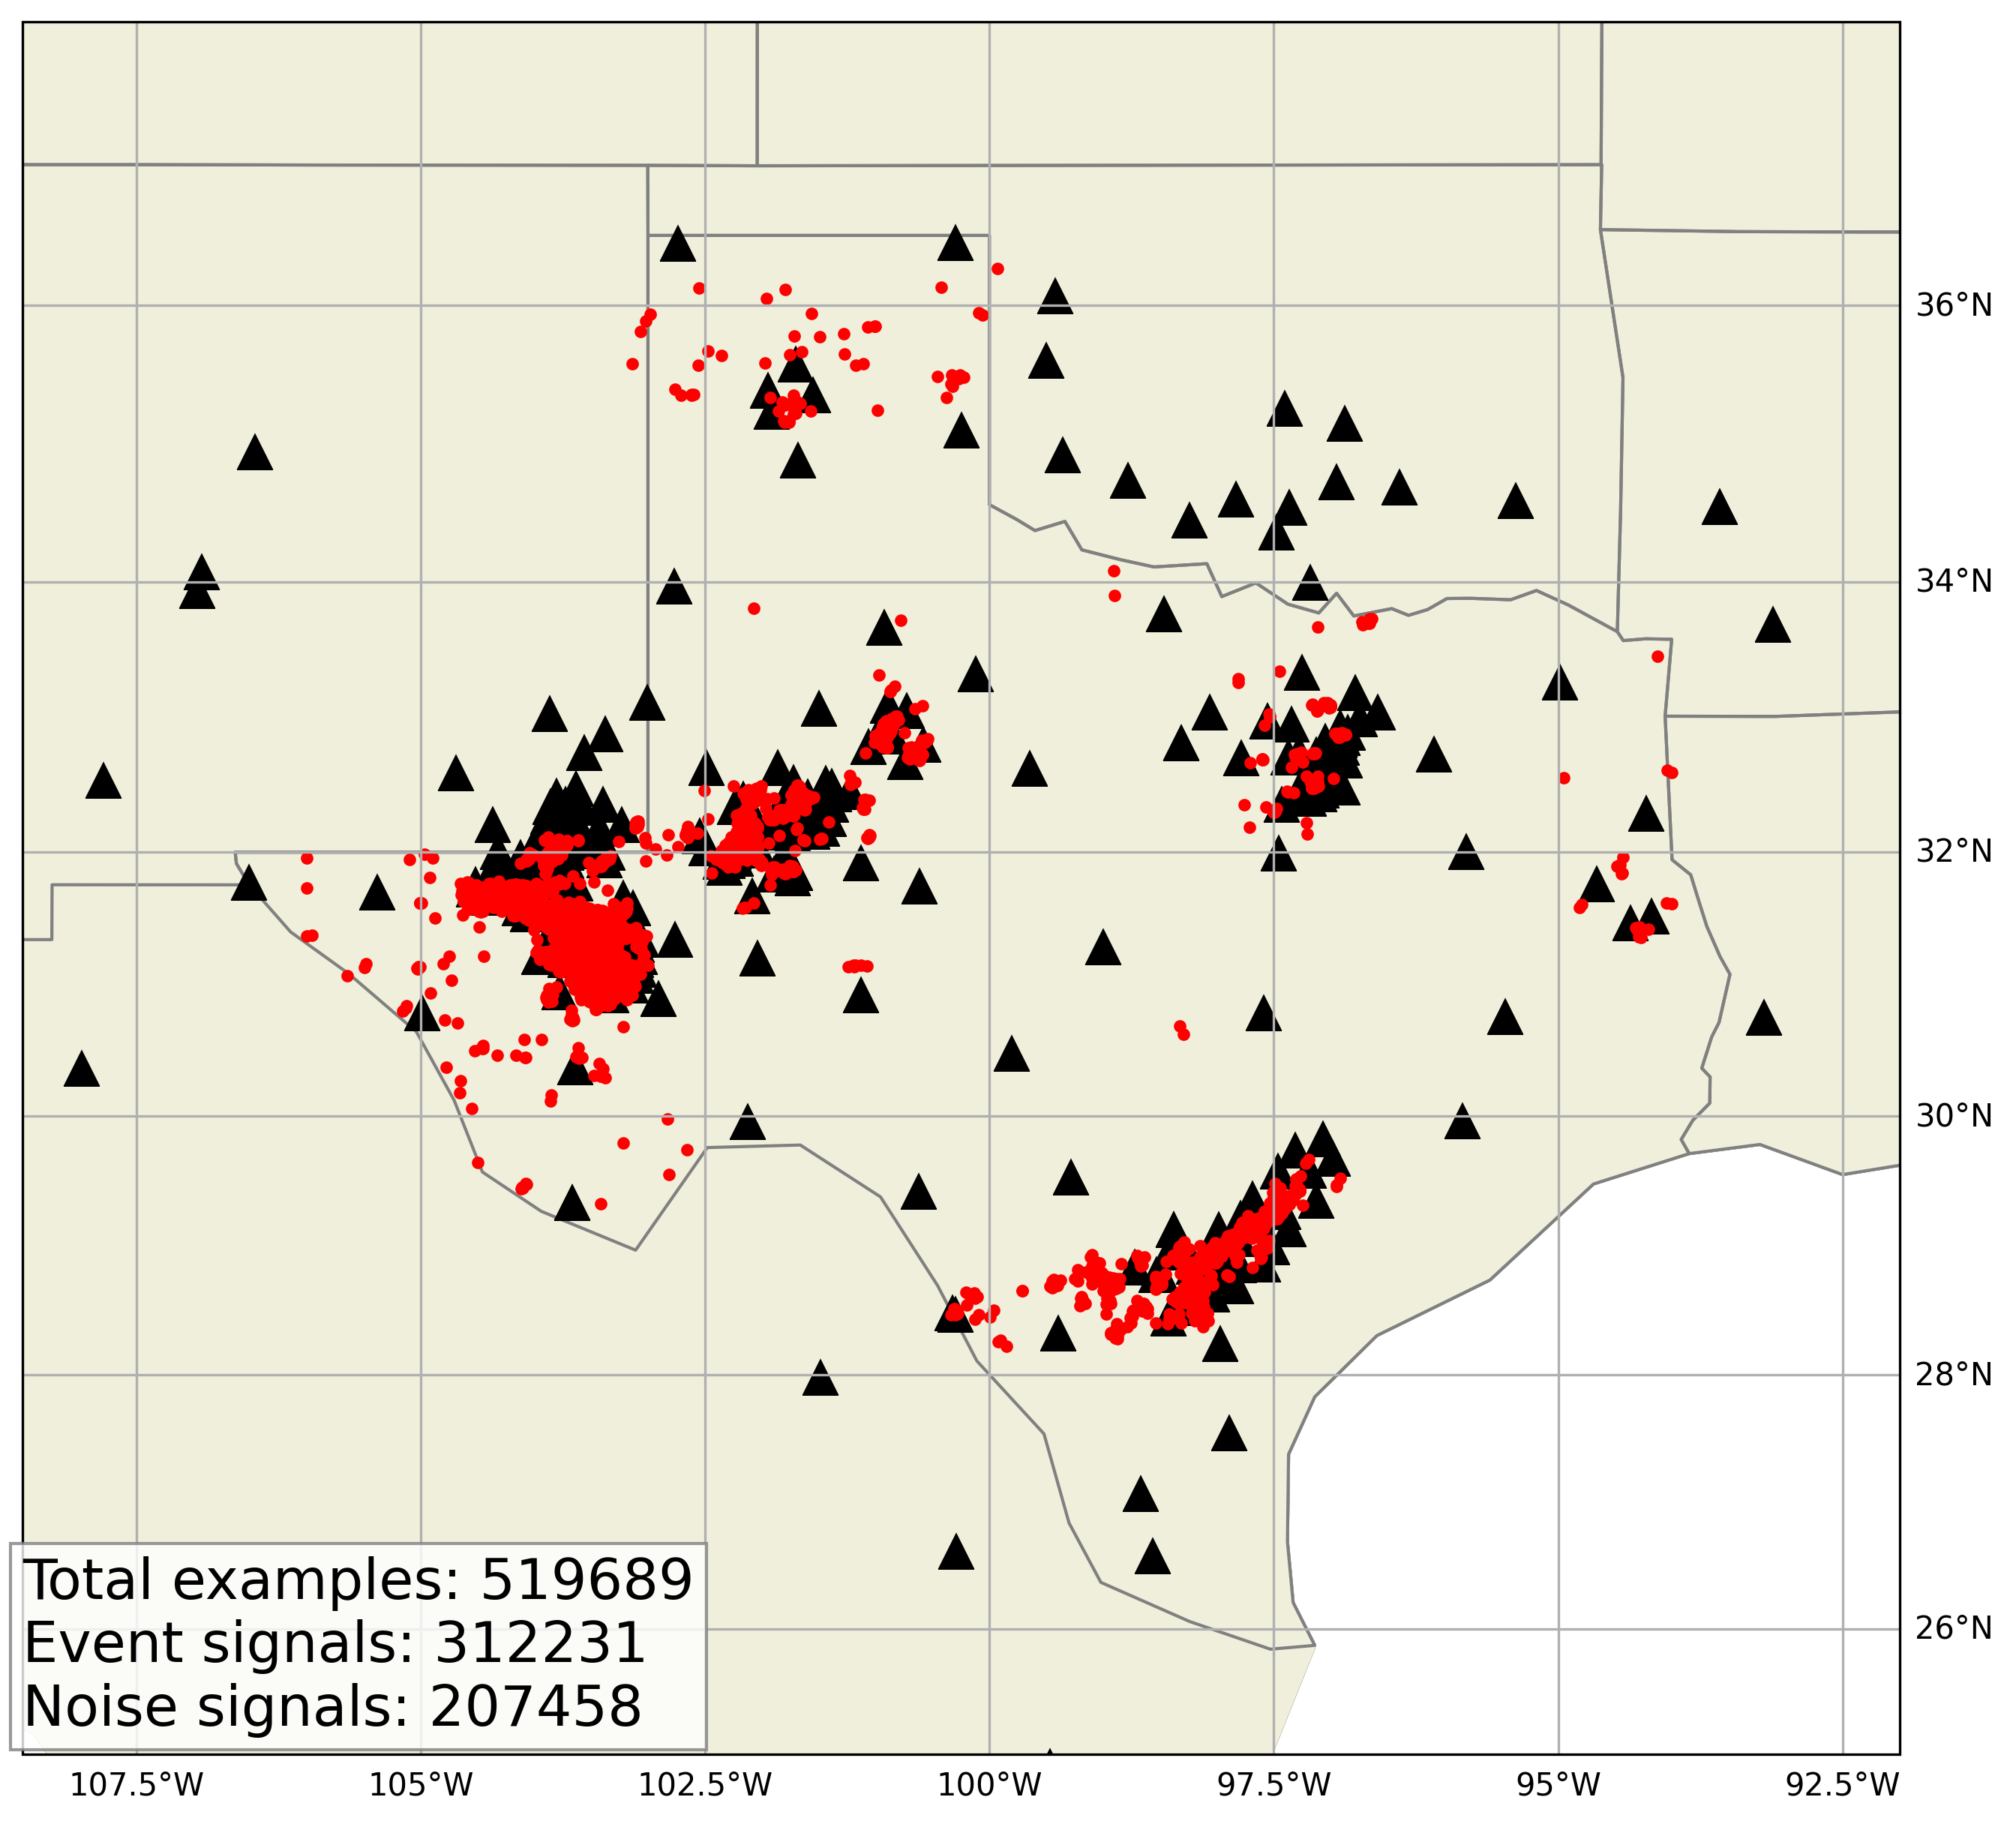 36°N
34°N
32°N
30°N
28°N
26°N
Total examples: 519689
Event signals: 312231
Noise signals: 207458
107.5°W 105°W 102.5°W 100°W 97.5°W 95°W 92.5°W